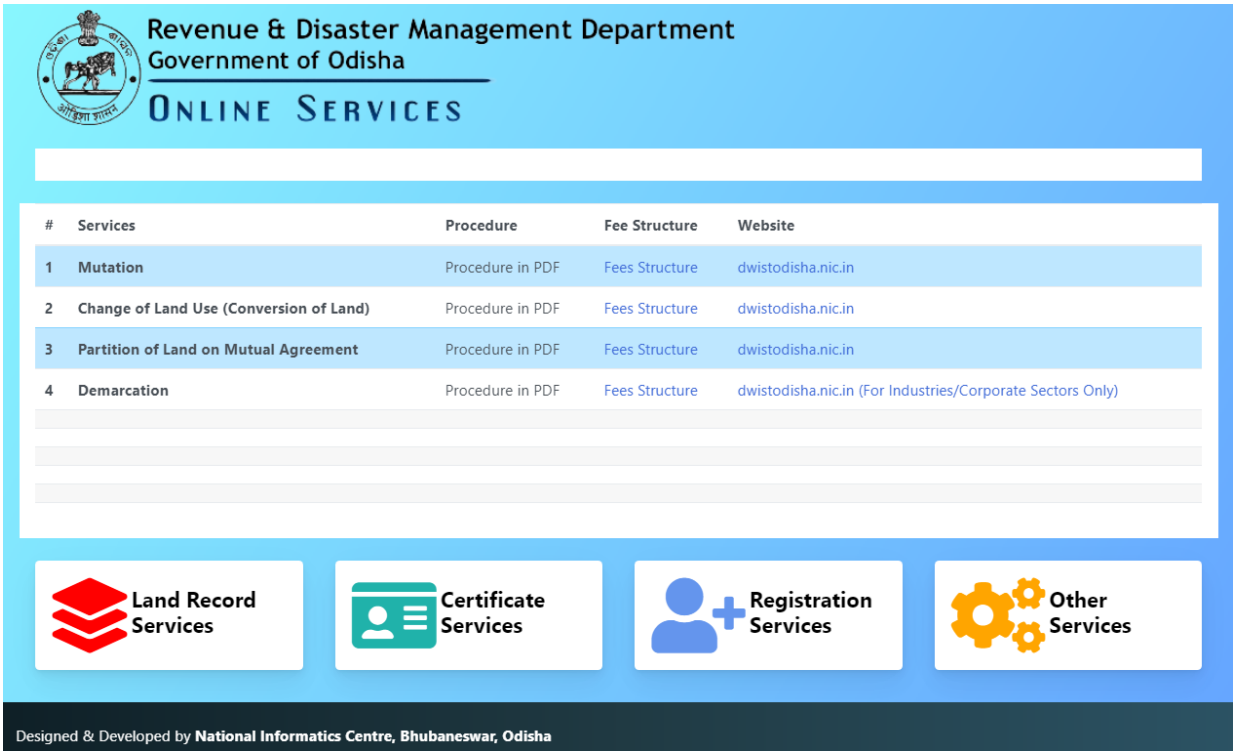 Revenue & Disaster Management Department
Government of Odisha
ONLINE SERVICES
ओड़िशा शासन
# Services Procedure Fee Structure Website
1 Mutation Procedure in PDF Fees Structure dwistodisha.nic.in
2 Change of Land Use (Conversion of Land) Procedure in PDF Fees Structure dwistodisha.nic.in
3 Partition of Land on Mutual Agreement Procedure in PDF Fees Structure dwistodisha.nic.in
4 Demarcation Procedure in PDF Fees Structure dwistodisha.nic.in (For Industries/Corporate Sectors Only)
Land Record
Services
Certificate
Services
Registration
Services
Other
Services
Designed & Developed by National Informatics Centre, Bhubaneswar, Odisha